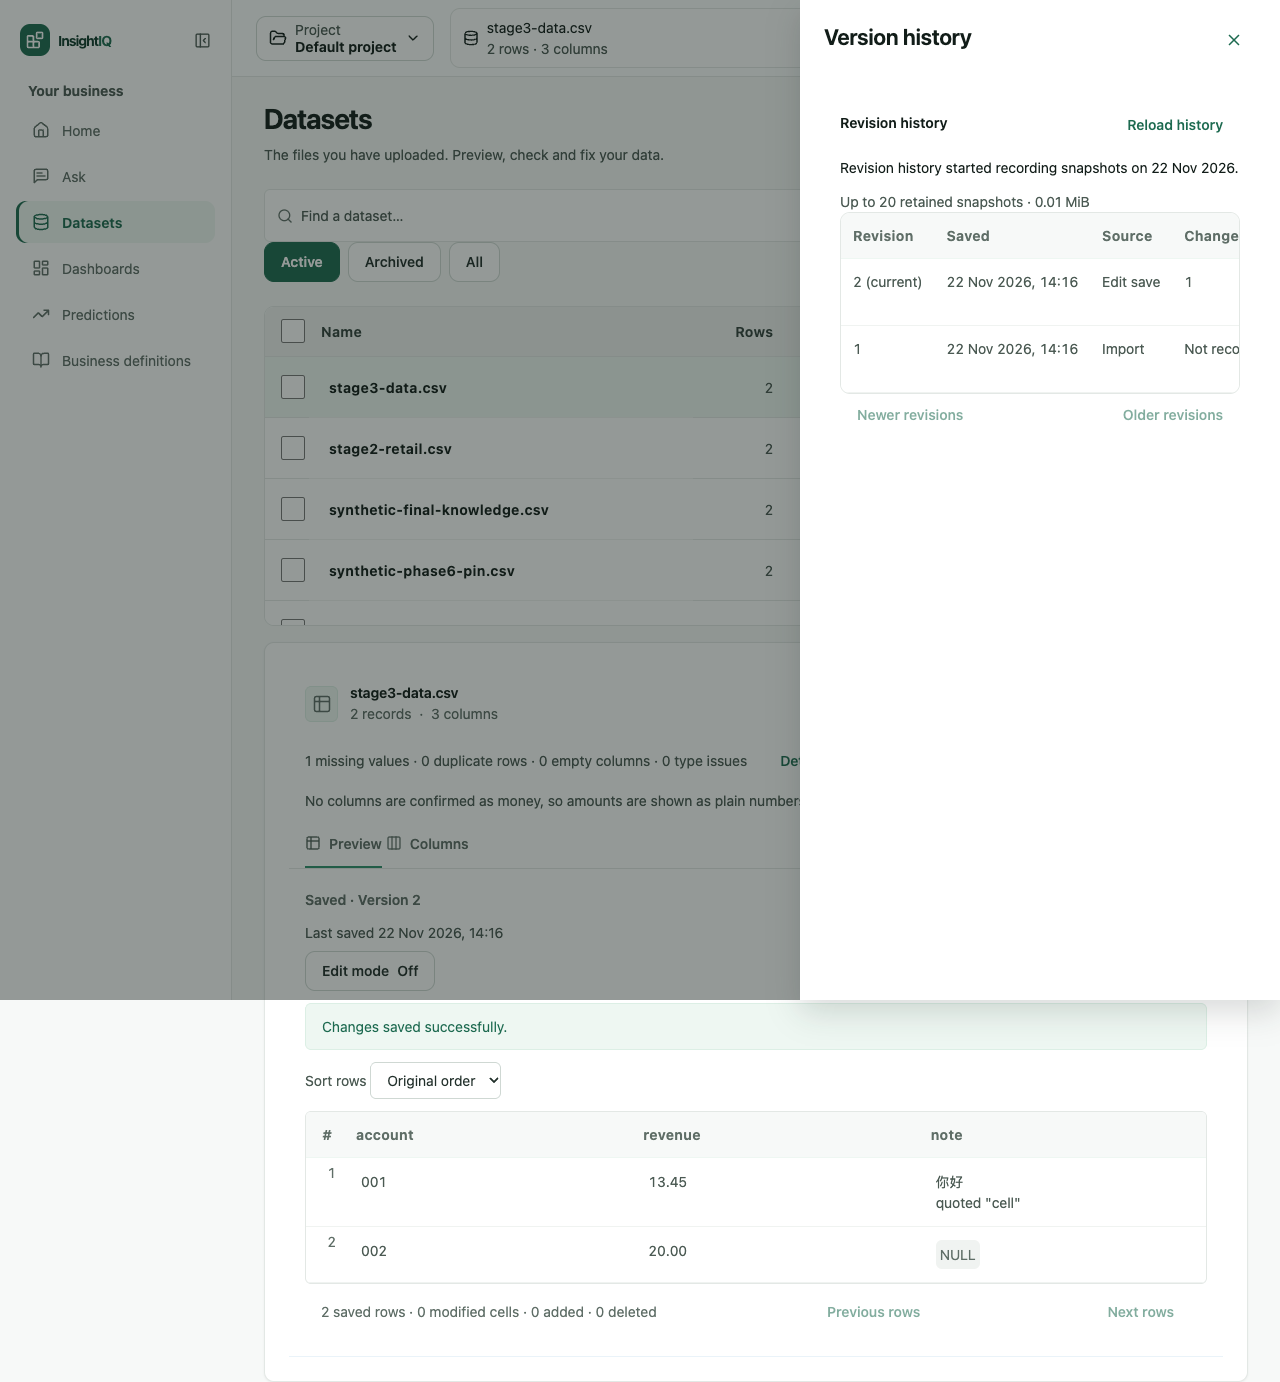 InsightIQ
Your business
Home
Ask
Datasets
Dashboards
Predictions
Business definitions
Project
Default project
stage3-data.csv
2 rows · 3 columns
Datasets
The files you have uploaded. Preview, check and fix your data.
Find a dataset...
Active
Archived
All
Name Rows
stage3-data.csv 2
stage2-retail.csv 2
synthetic-final-knowledge.csv 2
synthetic-phase6-pin.csv 2
stage3-data.csv
2 records · 3 columns
1 missing values · 0 duplicate rows · 0 empty columns · 0 type issues
No columns are confirmed as money, so amounts are shown as plain numbers
Preview
Columns
Saved · Version 2
Last saved 22 Nov 2026, 14:16
Edit mode Off
Changes saved successfully.
Sort rows Original order
# account revenue note
1 001 13.45 你好
quoted "cell"
2 002 20.00 NULL
2 saved rows · 0 modified cells · 0 added · 0 deleted
Previous rows
Next rows
Version history
Revision history
Reload history
Revision history started recording snapshots on 22 Nov 2026.
Up to 20 retained snapshots · 0.01 MiB
Revision Saved Source Change
2 (current) 22 Nov 2026, 14:16 Edit save 1
1 22 Nov 2026, 14:16 Import Not reco
Newer revisions
Older revisions